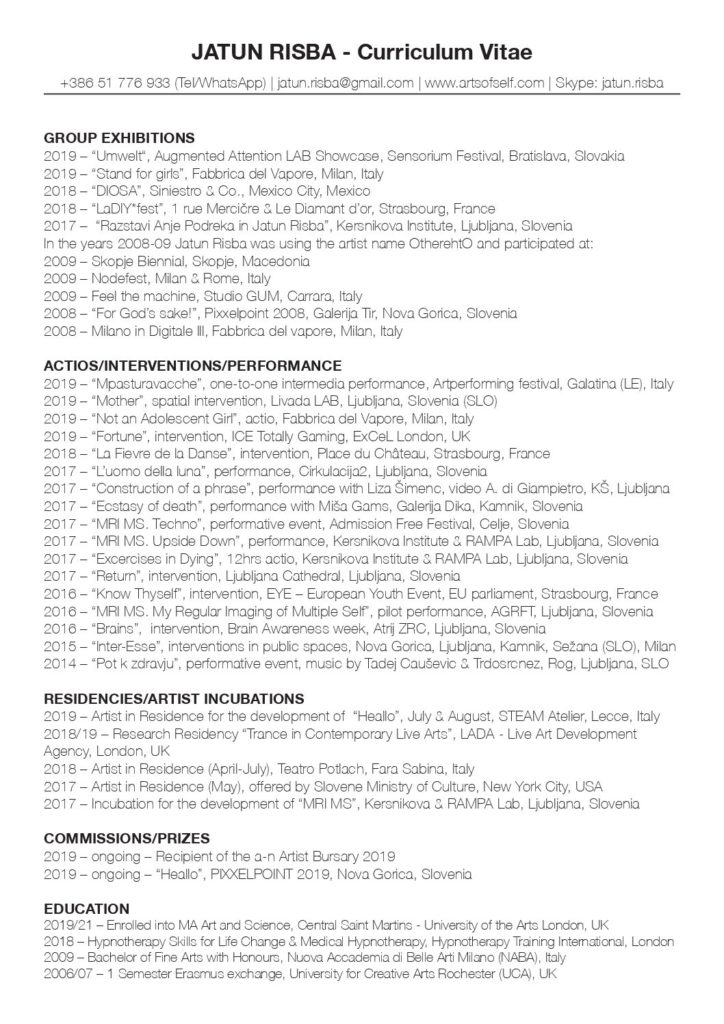 JATUN RISBA - Curriculum Vitae
+386 51 776 933 (Tel/WhatsApp) | jatun.risba@gmail.com | www.artsofself.com | Skype: jatun.risba
GROUP EXHIBITIONS
2019 – “Umwelt“, Augmented Attention LAB Showcase, Sensorium Festival, Bratislava, Slovakia
2019 – “Stand for girls”, Fabbrica del Vapore, Milan, Italy
2018 – “DIOSA”, Siniestro & Co., Mexico City, Mexico
2018 – “LaDIY*fest”, 1 rue Mercičre & Le Diamant d’or, Strasbourg, France
2017 –  “Razstavi Anje Podreka in Jatun Risba”, Kersnikova Institute, Ljubljana, Slovenia
In the years 2008-09 Jatun Risba was using the artist name OtherehtO and participated at:
2009 – Skopje Biennial, Skopje, Macedonia
2009 – Nodefest, Milan & Rome, Italy
2009 – Feel the machine, Studio GUM, Carrara, Italy
2008 – “For God’s sake!”, Pixxelpoint 2008, Galerija Tir, Nova Gorica, Slovenia
2008 – Milano in Digitale III, Fabbrica del vapore, Milan, Italy
ACTIOS/INTERVENTIONS/PERFORMANCE
2019 – “Mpasturavacche”, one-to-one intermedia performance, Artperforming festival, Galatina (LE), Italy
2019 – “Mother”, spatial intervention, Livada LAB, Ljubljana, Slovenia (SLO)
2019 – “Not an Adolescent Girl”, actio, Fabbrica del Vapore, Milan, Italy
2019 – “Fortune”, intervention, ICE Totally Gaming, ExCeL London, UK
2018 – “La Fievre de la Danse”, intervention, Place du Château, Strasbourg, France
2017 – “L’uomo della luna”, performance, Cirkulacija2, Ljubljana, Slovenia
2017 – “Construction of a phrase”, performance with Liza Šimenc, video A. di Giampietro, KŠ, Ljubljana
2017 – “Ecstasy of death”, performance with Miša Gams, Galerija Dika, Kamnik, Slovenia
2017 – “MRI MS. Techno”, performative event, Admission Free Festival, Celje, Slovenia
2017 – “MRI MS. Upside Down”, performance, Kersnikova Institute & RAMPA Lab, Ljubljana, Slovenia
2017 – “Excercises in Dying”, 12hrs actio, Kersnikova Institute & RAMPA Lab, Ljubljana, Slovenia
2017 – “Return”, intervention, Ljubljana Cathedral, Ljubljana, Slovenia
2016 – “Know Thyself”, intervention, EYE – European Youth Event, EU parliament, Strasbourg, France
2016 – “MRI MS. My Regular Imaging of Multiple Self”, pilot performance, AGRFT, Ljubljana, Slovenia
2016 – “Brains”,  intervention, Brain Awareness week, Atrij ZRC, Ljubljana, Slovenia
2015 – “Inter-Esse”, interventions in public spaces, Nova Gorica, Ljubljana, Kamnik, Sežana (SLO), Milan
2014 – “Pot k zdravju”, performative event, music by Tadej Čauševic & Trdosrcnez, Rog, Ljubljana, SLO
RESIDENCIES/ARTIST INCUBATIONS
2019 – Artist in Residence for the development of  “Heallo”, July & August, STEAM Atelier, Lecce, Italy
2018/19 – Research Residency “Trance in Contemporary Live Arts”, LADA - Live Art Development
Agency, London, UK
2018 – Artist in Residence (April-July), Teatro Potlach, Fara Sabina, Italy
2017 – Artist in Residence (May), offered by Slovene Ministry of Culture, New York City, USA
2017 – Incubation for the development of “MRI MS”, Kersnikova & RAMPA Lab, Ljubljana, Slovenia
COMMISSIONS/PRIZES
2019 – ongoing – Recipient of the a-n Artist Bursary 2019
2019 – ongoing – “Heallo”, PIXXELPOINT 2019, Nova Gorica, Slovenia
EDUCATION
2019/21 – Enrolled into MA Art and Science, Central Saint Martins - University of the Arts London, UK
2018 – Hypnotherapy Skills for Life Change & Medical Hypnotherapy, Hypnotherapy Training International, London
2009 – Bachelor of Fine Arts with Honours, Nuova Accademia di Belle Arti Milano (NABA), Italy
2006/07 – 1 Semester Erasmus exchange, University for Creative Arts Rochester (UCA), UK